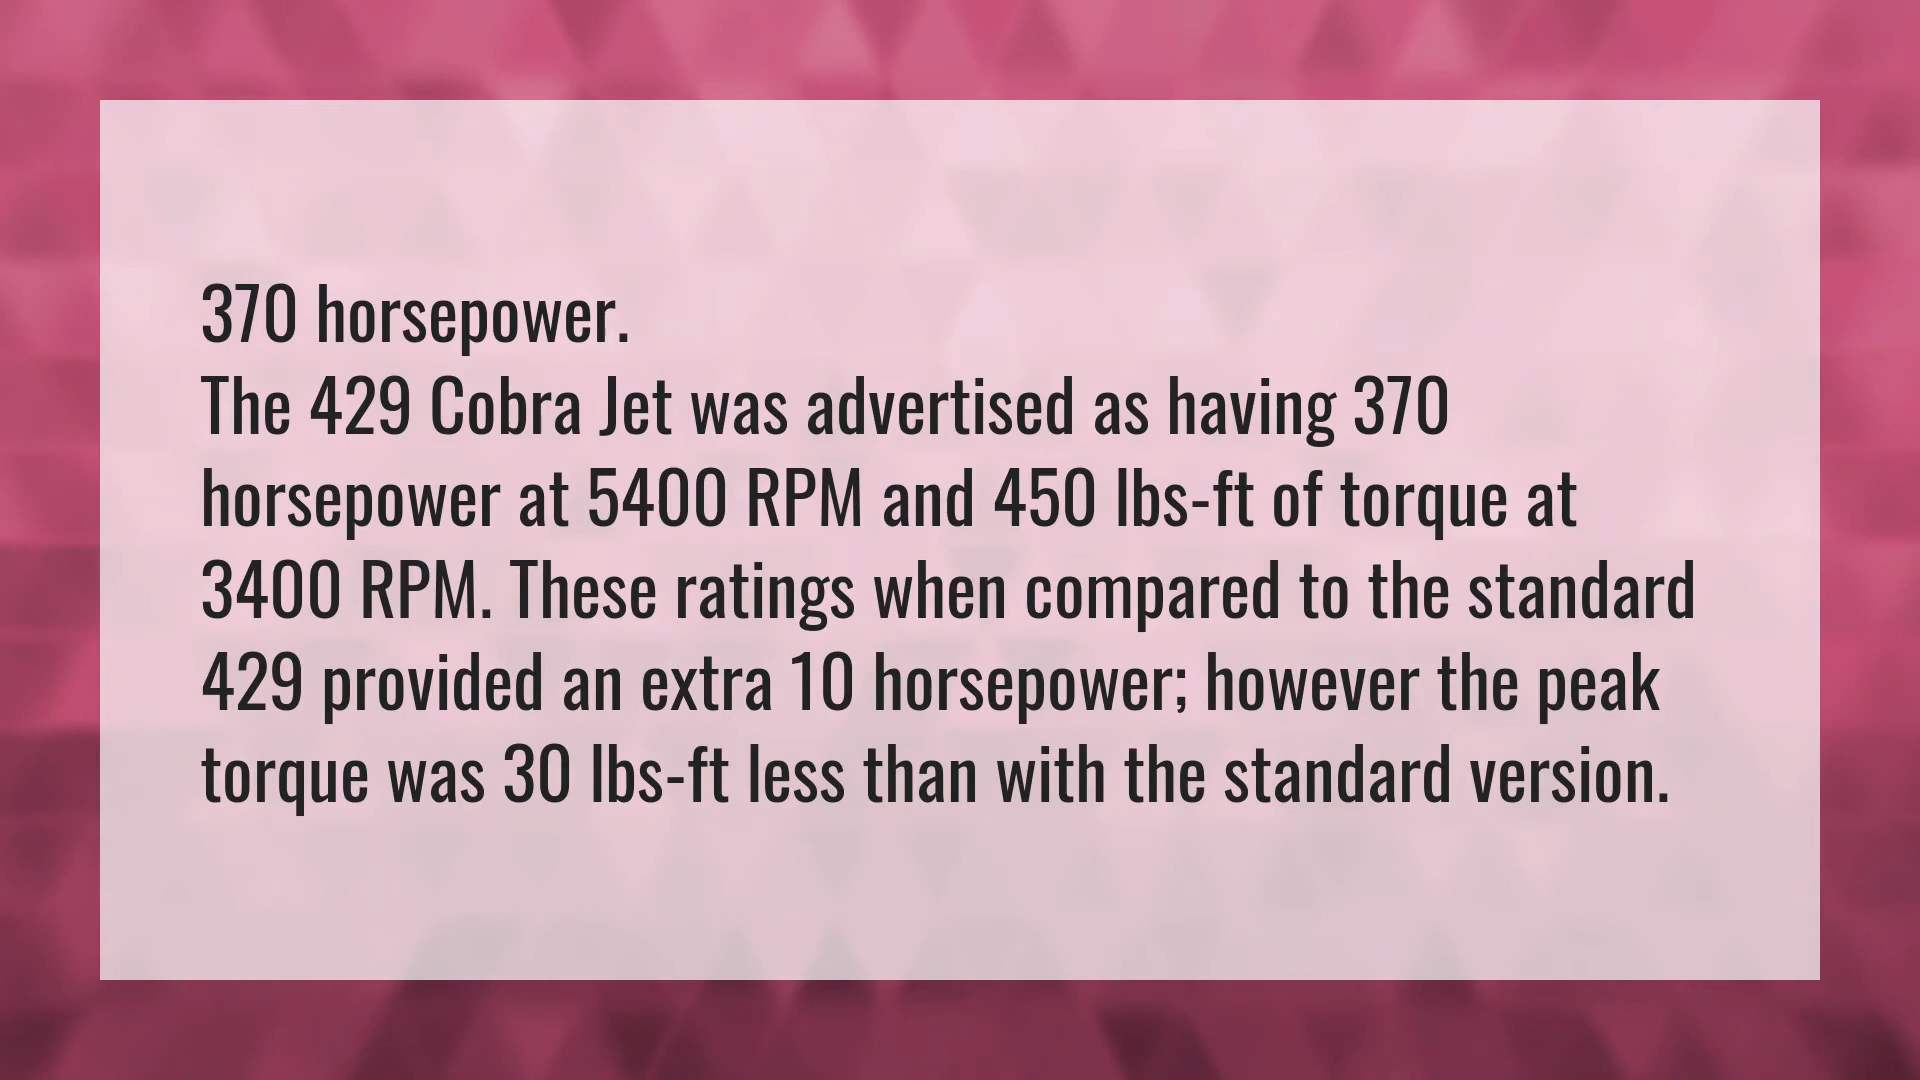 370 horsepower.
The 429 Cobra Jet was advertised as having 370
horsepower at 5400 RPM and 450 lbs-ft of torque at
3400 RPM. These ratings when compared to the standard
429 provided an extra 10 horsepower; however the peak
torque was 30 lbs-ft less than with the standard version.